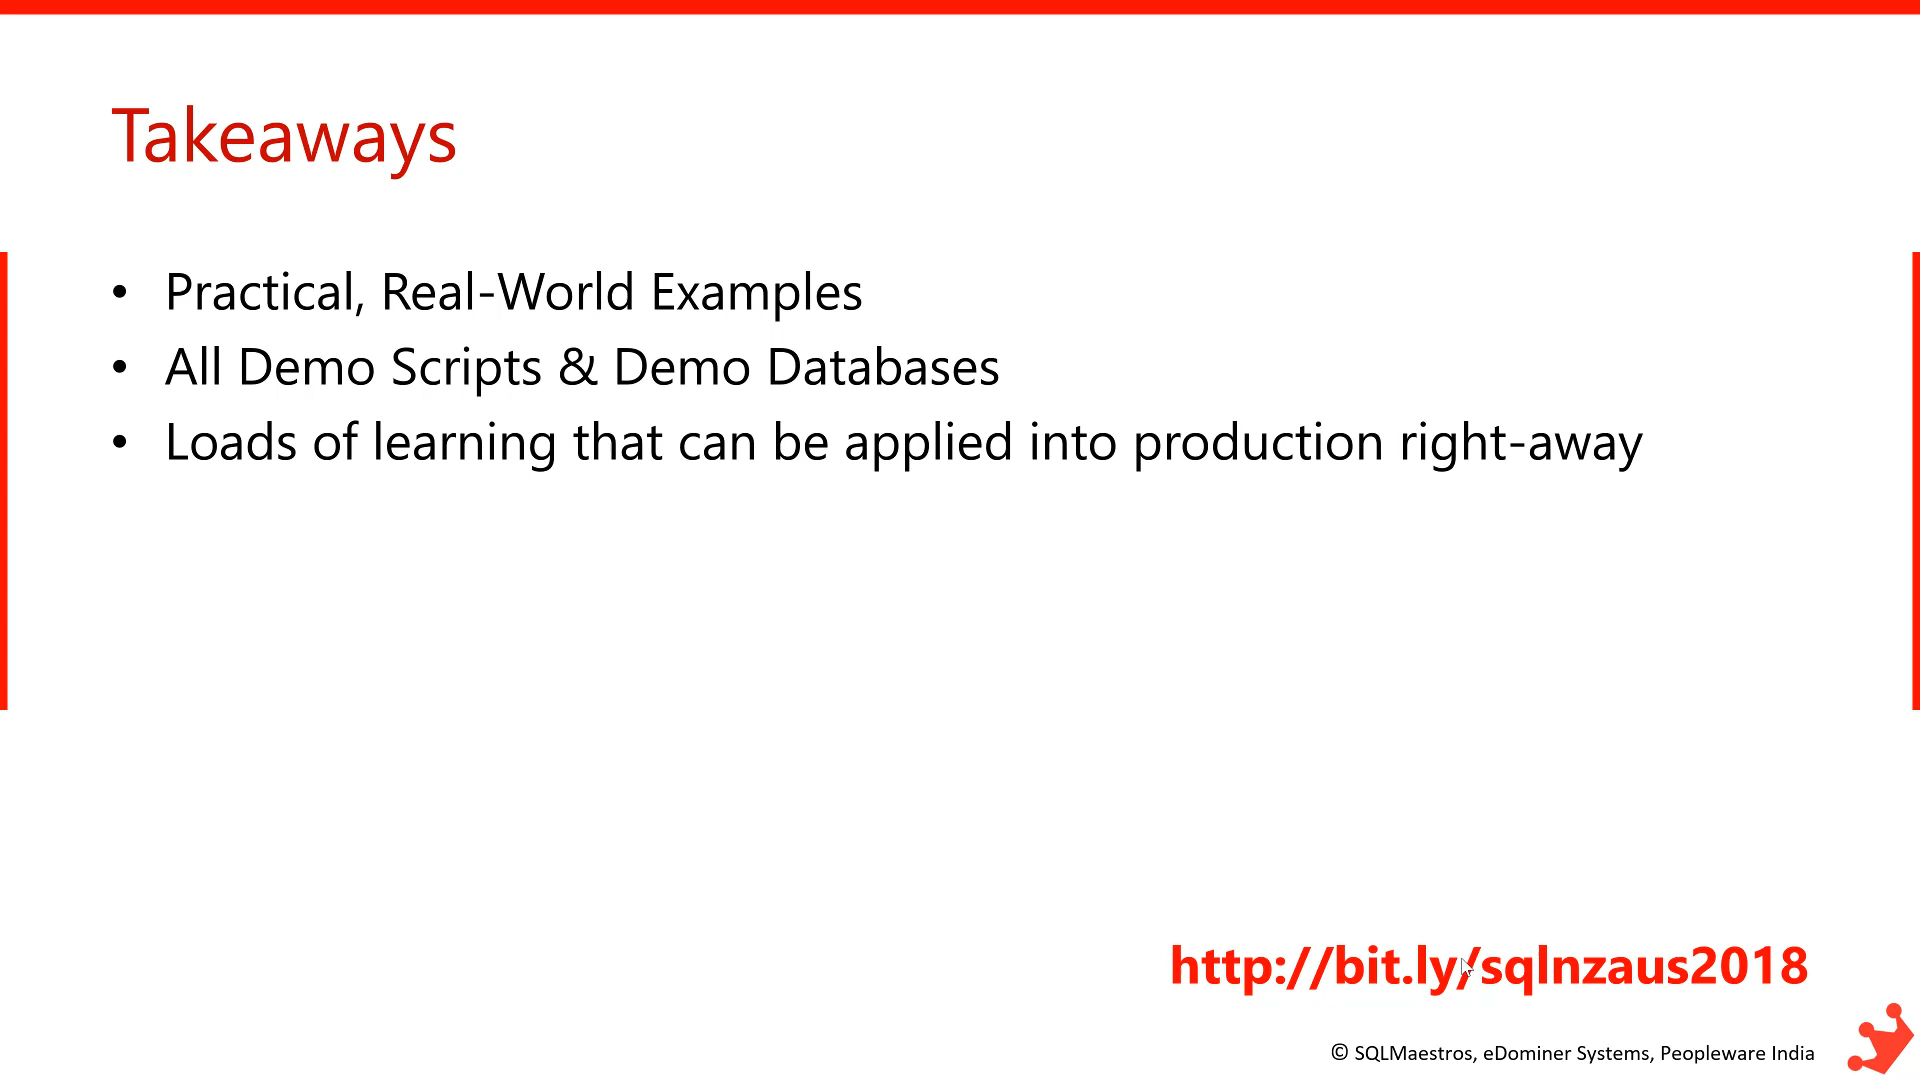 Takeaways
• Practical, Real-World Examples
• All Demo Scripts & Demo Databases
• Loads of learning that can be applied into production right-away
http://bit.ly/sqlnzaus2018
© SQLMaestros, eDominer Systems, Peopleware India